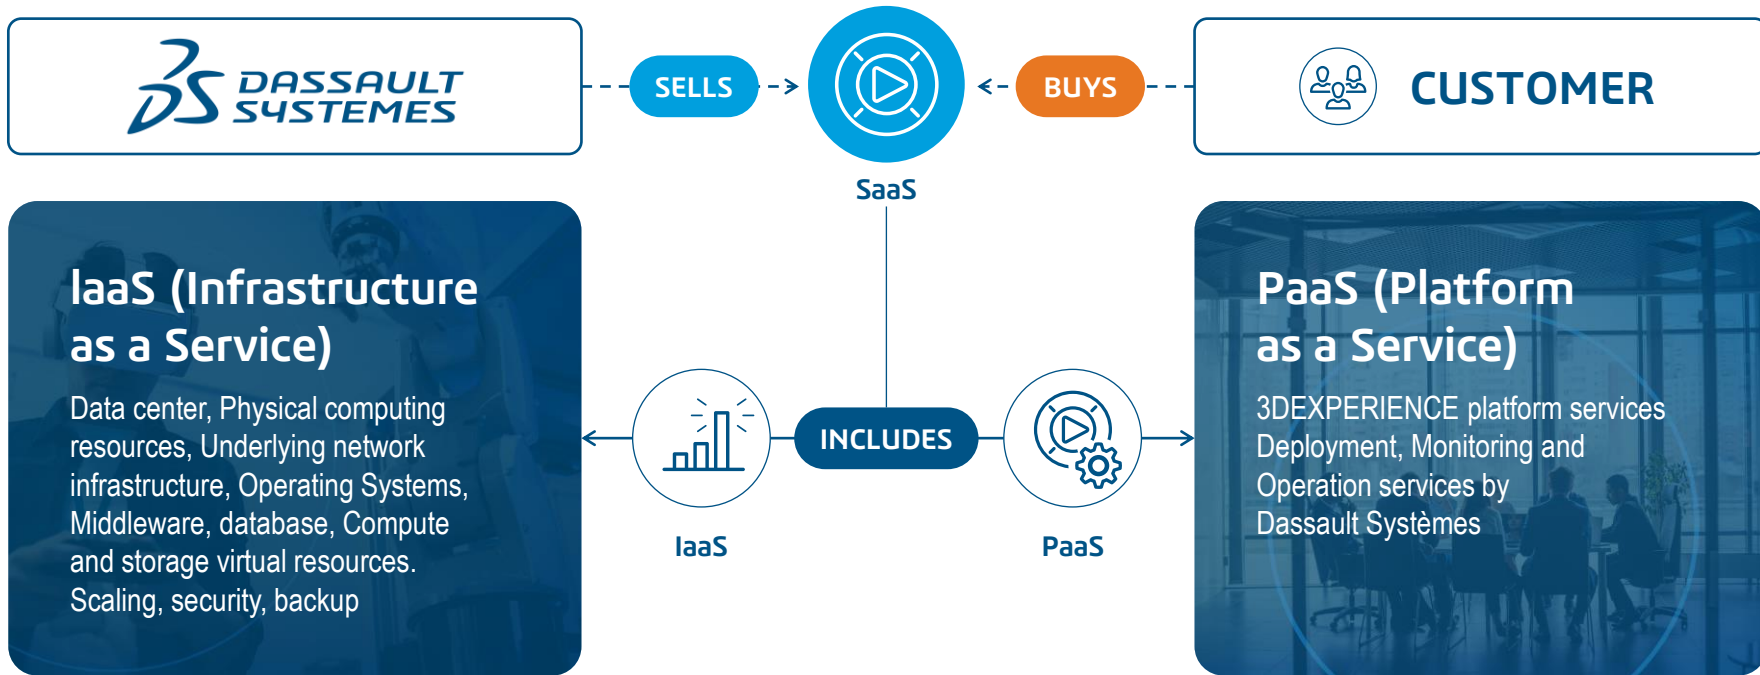 DASSAULT
SYSTEMES
SELLS
BUYS
CUSTOMER
SaaS
IaaS (Infrastructure
as a Service)
Data center, Physical computing
resources, Underlying network
infrastructure, Operating Systems,
Middleware, database, Compute
and storage virtual resources.
Scaling, security, backup
IaaS
INCLUDES
PaaS
PaaS (Platform
as a Service)
3DEXPERIENCE platform services
Deployment, Monitoring and
Operation services by
Dassault Systèmes